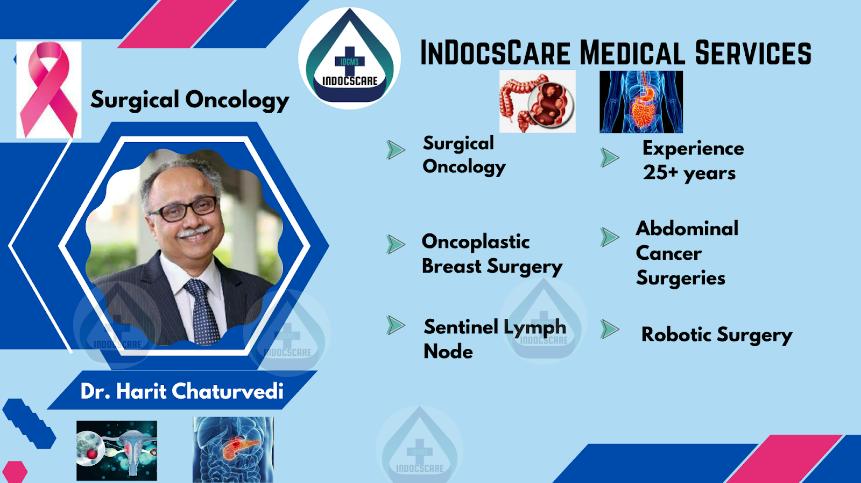 InDocsCare Medical Services
IDCMS
INDOCSCARE
Surgical Oncology
Surgical
Oncology
Experience
25+ years
Oncoplastic
Breast Surgery
Abdominal
Cancer
Surgeries
Sentinel Lymph
Node
Robotic Surgery
Dr. Harit Chaturvedi
INDOCSCARE
INDOCSCARE
INDOCSCARE
INDOCSCARE